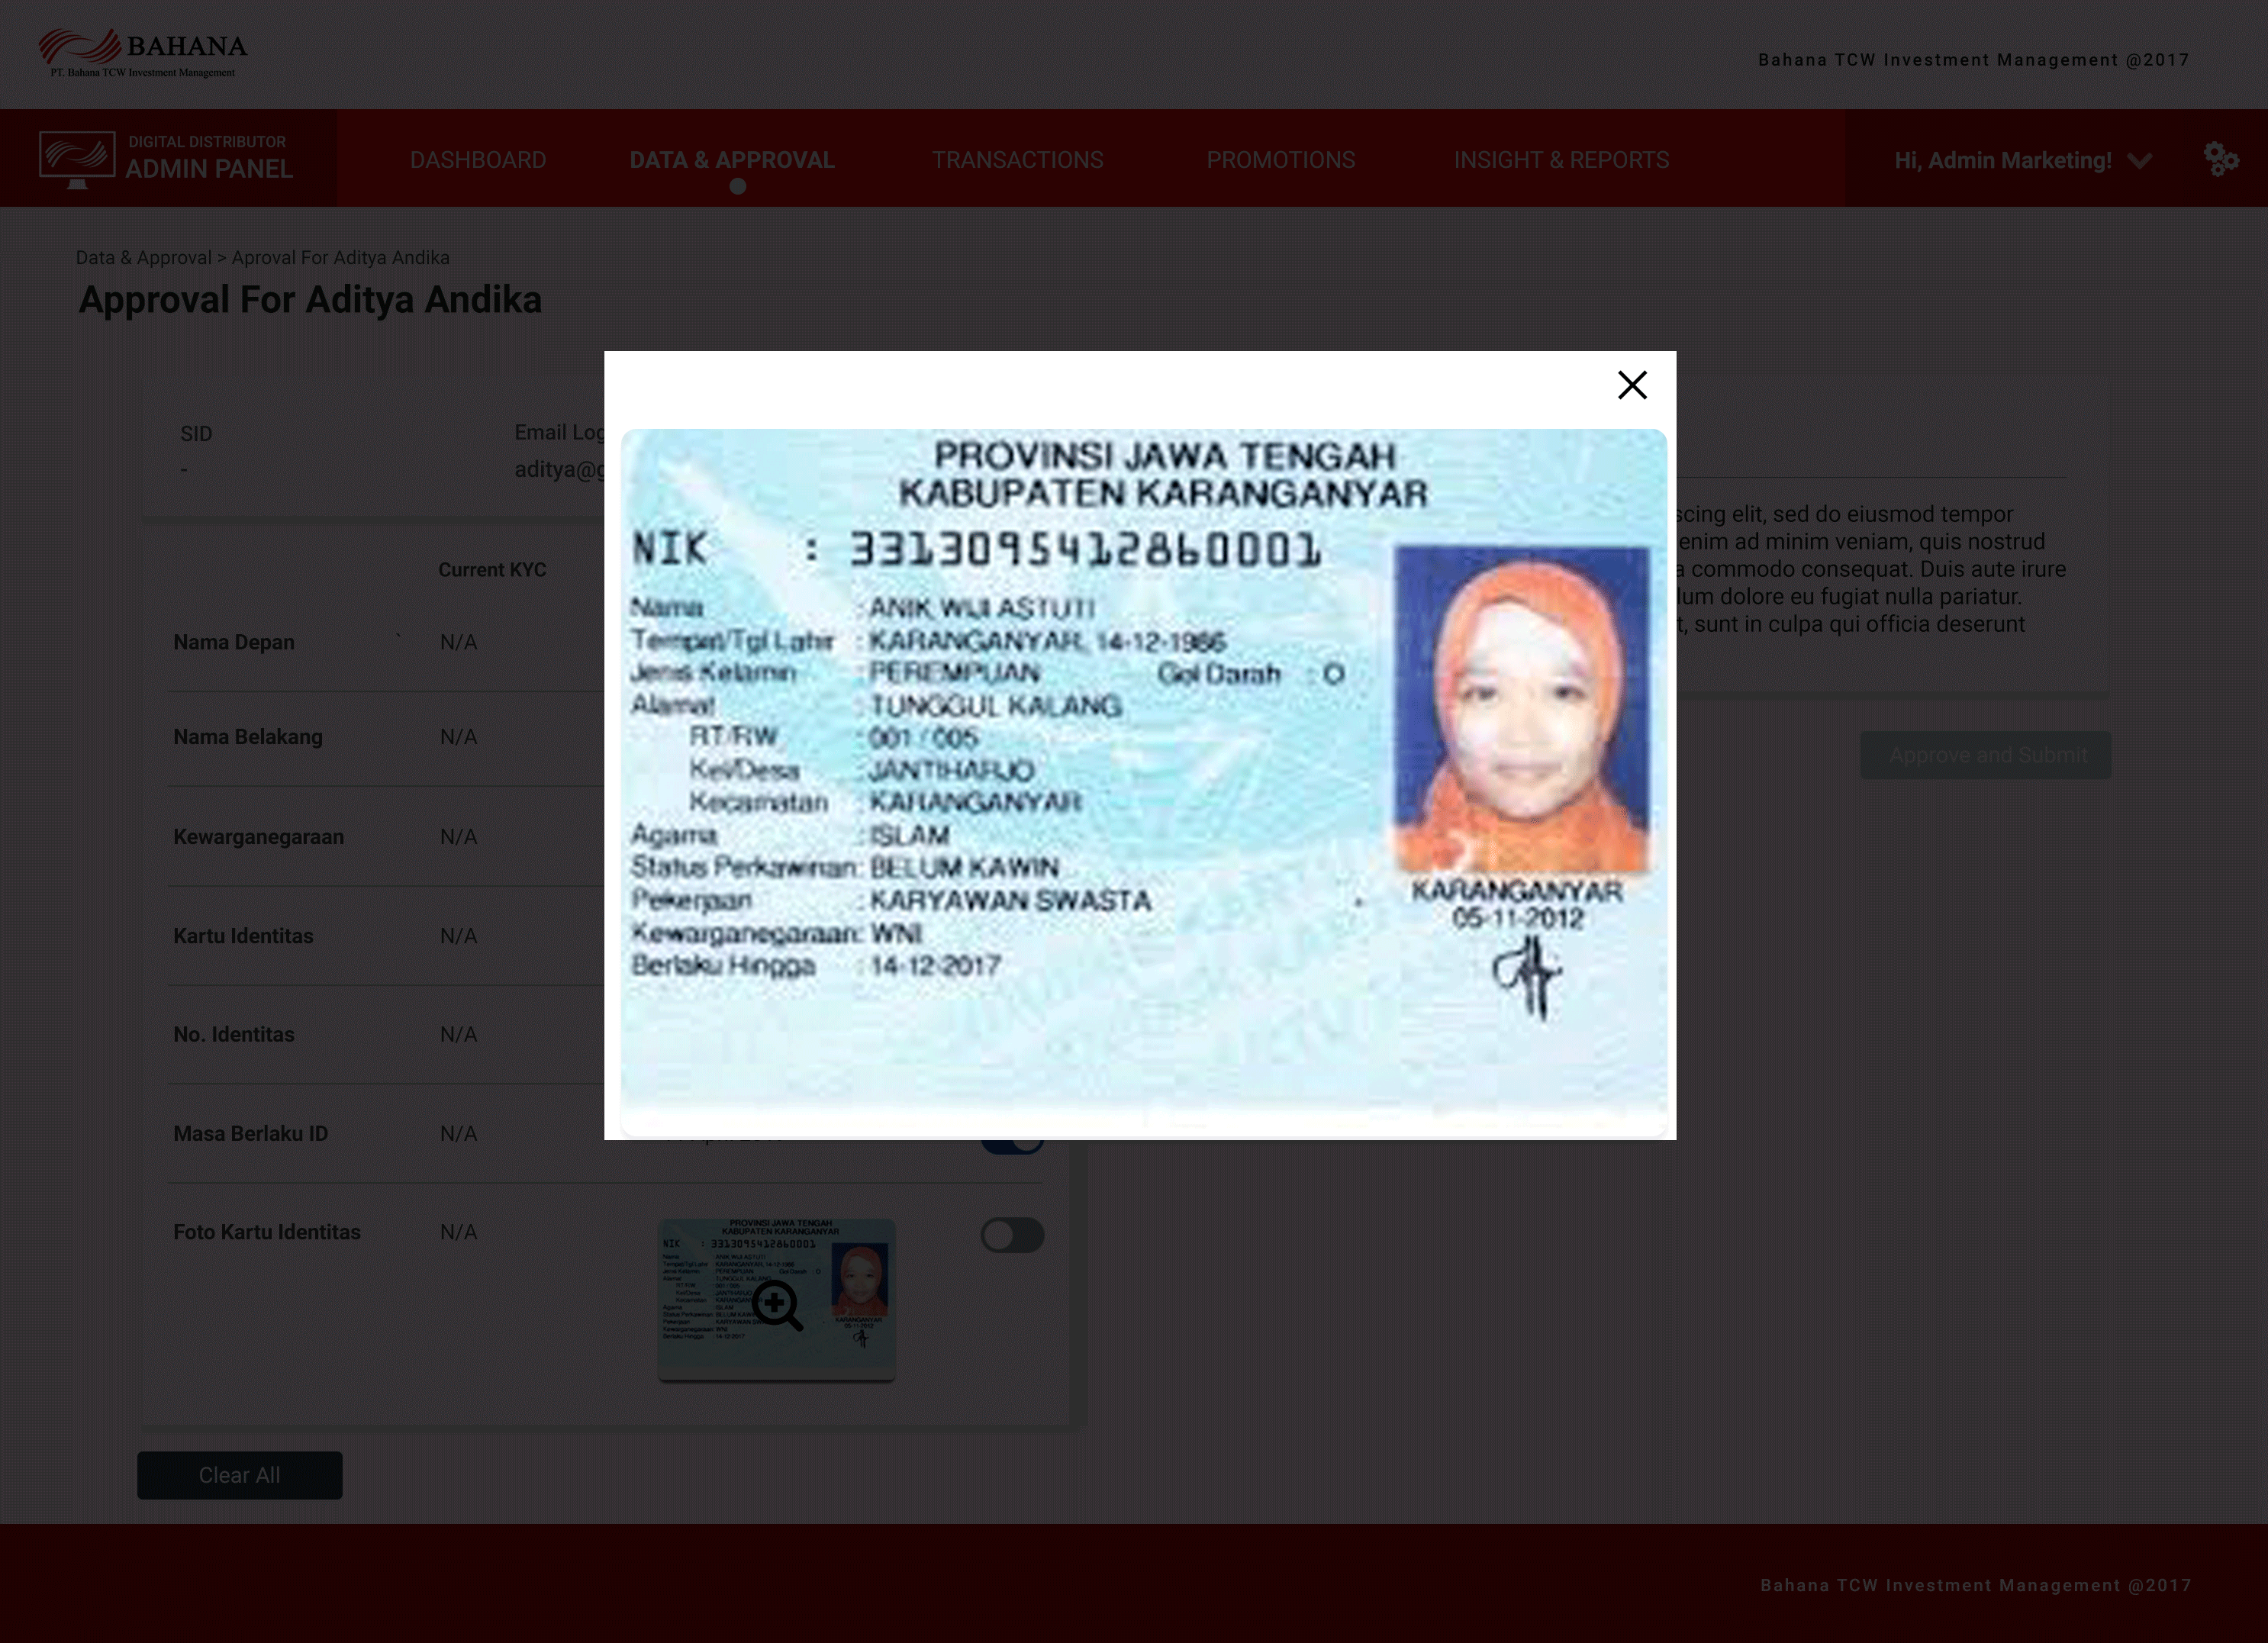 BAHANA
PT. Bahana TCW Investment Management
Bahana TCW Investment Management @2017
DIGITAL DISTRIBUTOR
ADMIN PANEL
DASHBOARD
DATA & APPROVAL
TRANSACTIONS
PROMOTIONS
INSIGHT & REPORTS
Hi, Admin Marketing!
Data & Approval > Aproval For Aditya Andika
Approval For Aditya Andika
SID
-
Email Log
aditya@g
scing elit, sed do eiusmod tempor
enim ad minim veniam, quis nostrud
a commodo consequat. Duis aute irure
lum dolore eu fugiat nulla pariatur.
t, sunt in culpa qui officia deserunt
Approve and Submit
Current KYC
Nama Depan N/A
Nama Belakang N/A
Kewarganegaraan N/A
Kartu Identitas N/A
No. Identitas N/A
Masa Berlaku ID N/A
Foto Kartu Identitas N/A
PROVINSI JAWA TENGAH
KABUPATEN KARANGANYAR
NIK : 3313095412860001
Nama : ANIK WIJI ASTUTI
Tempat/Tgl Lahir : KARANGANYAR, 14-12-1986
Jenis Kelamin : PEREMPUAN Gol Darah : O
Alamat : TUNGGUL KALANG
RT/RW : 001 / 005
Kel/Desa : JANTIHARJO
Kecamatan : KARANGANYAR
Agama : ISLAM
Status Perkawinan: BELUM KAWIN
Pekerjaan : KARYAWAN SWASTA
Kewarganegaraan: WNI
Berlaku Hingga : 14-12-2017
KARANGANYAR
05-11-2012
PROVINSI JAWA TENGAH
KABUPATEN KARANGANYAR
NIK : 3313095412860001
Clear All
Bahana TCW Investment Management @2017